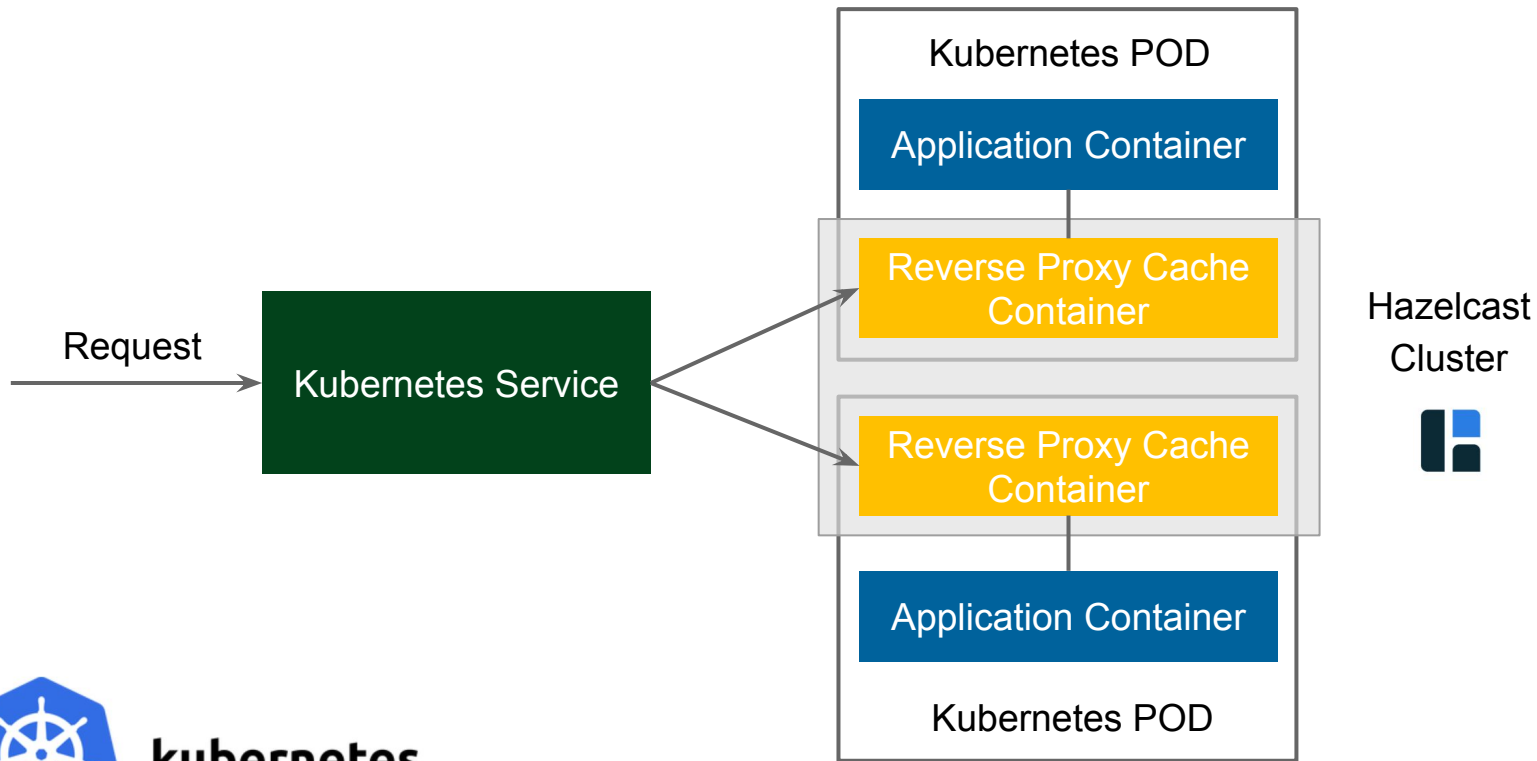 Kubernetes POD
Application Container
Reverse Proxy Cache
Container
Request
Kubernetes Service
Hazelcast
Cluster
Reverse Proxy Cache
Container
Application Container
Kubernetes POD
kubernetes